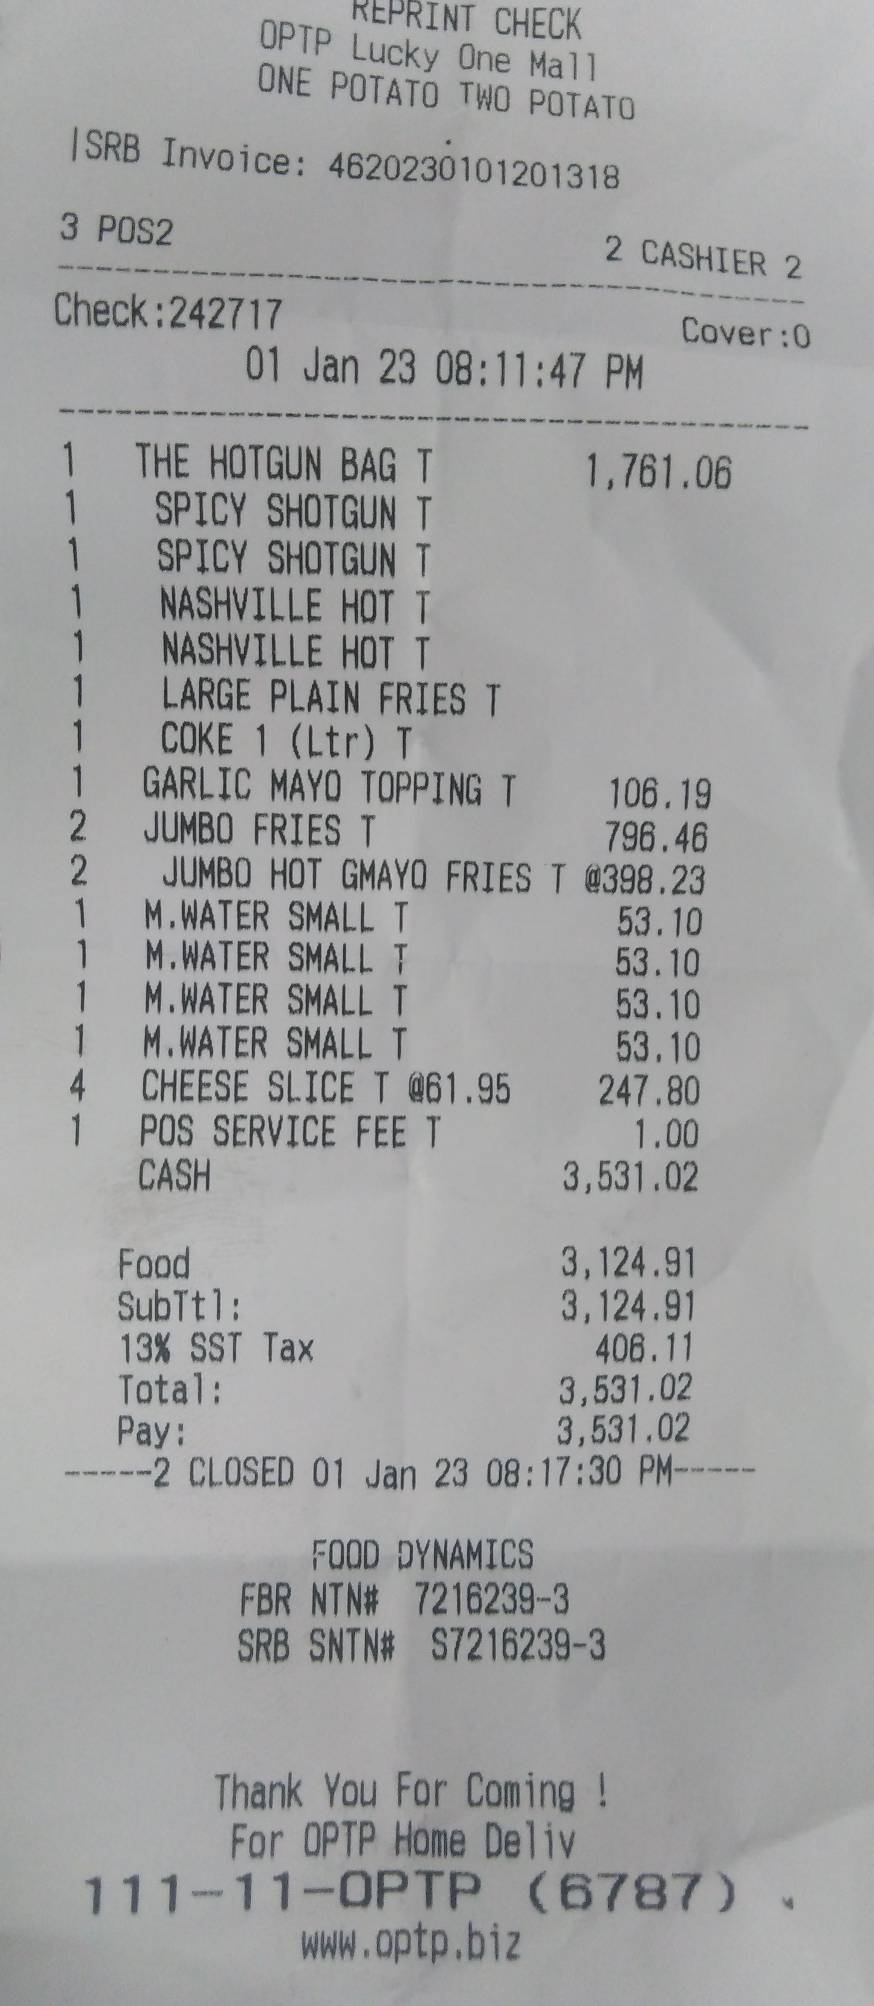 REPRINT CHECK
OPTP Lucky One Mall
ONE POTATO TWO POTATO
|SRB Invoice: 4620230101201318
3 POS2 2 CASHIER 2
--------------------------------
Check:242717 Cover:0
01 Jan 23 08:11:47 PM
--------------------------------
1 THE HOTGUN BAG T 1,761.06
1 SPICY SHOTGUN T
1 SPICY SHOTGUN T
1 NASHVILLE HOT T
1 NASHVILLE HOT T
1 LARGE PLAIN FRIES T
1 COKE 1 (Ltr) T
1 GARLIC MAYO TOPPING T 106.19
2 JUMBO FRIES T 796.46
2 JUMBO HOT GMAYO FRIES T @398.23
1 M.WATER SMALL T 53.10
1 M.WATER SMALL T 53.10
1 M.WATER SMALL T 53.10
1 M.WATER SMALL T 53.10
4 CHEESE SLICE T @61.95 247.80
1 POS SERVICE FEE T 1.00
CASH 3,531.02
Food 3,124.91
SubTtl: 3,124.91
13% SST Tax 406.11
Total: 3,531.02
Pay: 3,531.02
-----2 CLOSED 01 Jan 23 08:17:30 PM-----
FOOD DYNAMICS
FBR NTN# 7216239-3
SRB SNTN# S7216239-3
Thank You For Coming !
For OPTP Home Deliv
111-11-OPTP (6787)
www.optp.biz